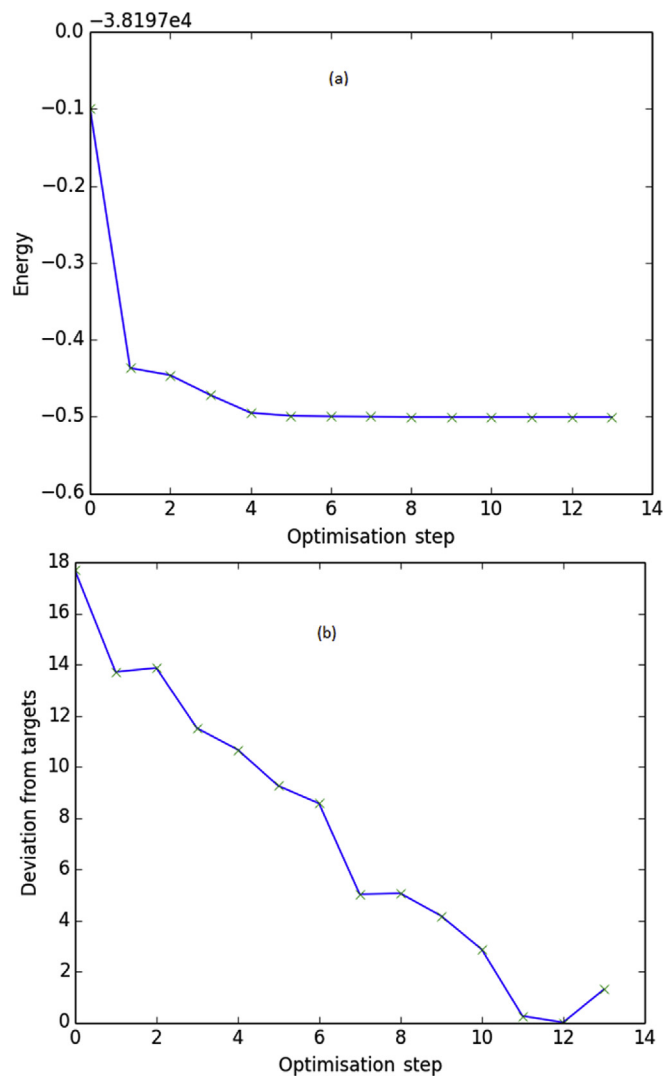 −3.8197e4
0.0
(a)
−0.1
−0.2
−0.3
−0.4
−0.5
−0.6
Energy
0 2 4 6 8 10 12 14
Optimisation step
18
(b)
16
14
12
10
8
6
4
2
0
Deviation from targets
0 2 4 6 8 10 12 14
Optimisation step